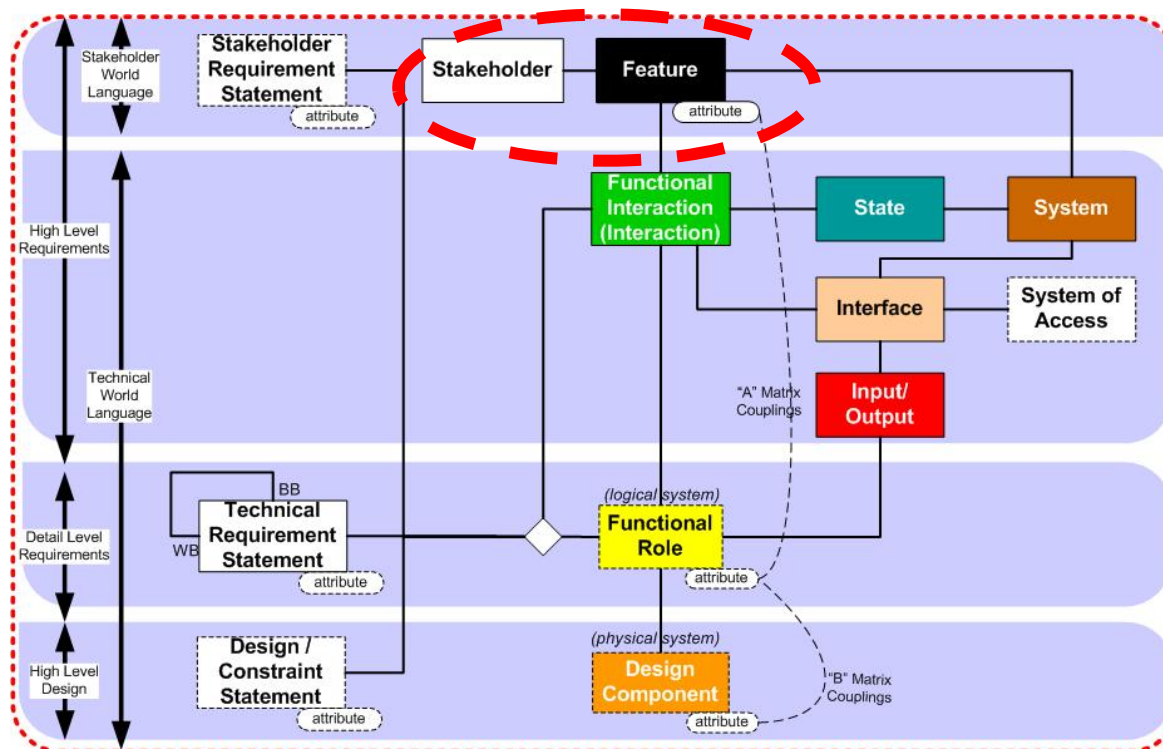 Stakeholder
World
Language
Stakeholder
Requirement
Statement
attribute
Stakeholder
Feature
attribute
High Level
Requirements
Functional
Interaction
(Interaction)
State
System
Interface
System of
Access
Technical
World
Language
"A" Matrix
Couplings
Input/
Output
Detail Level
Requirements
BB
WB
Technical
Requirement
Statement
attribute
(logical system)
Functional
Role
attribute
High Level
Design
Design /
Constraint
Statement
attribute
(physical system)
Design
Component
attribute
"B" Matrix
Couplings